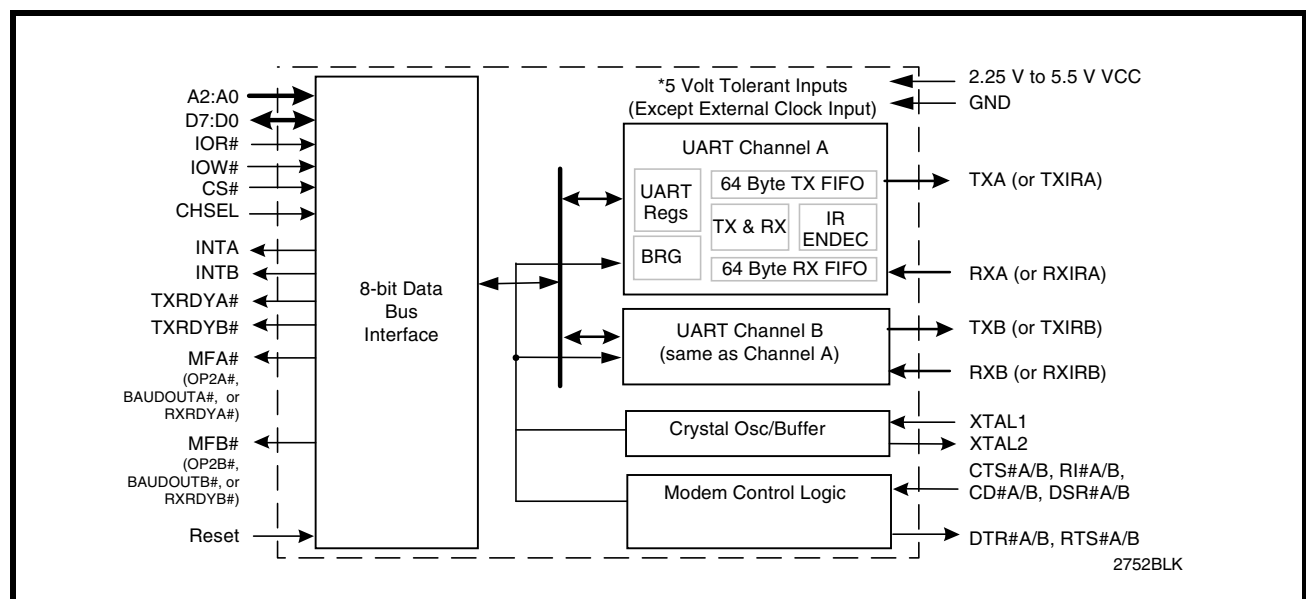 A2:A0
D7:D0
IOR#
IOW#
CS#
CHSEL
INTA
INTB
TXRDYA#
TXRDYB#
MFA#
(OP2A#,
BAUDOUTA#, or
RXRDYA#)
MFB#
(OP2B#,
BAUDOUTB#, or
RXRDYB#)
Reset
8-bit Data
Bus
Interface
*5 Volt Tolerant Inputs
(Except External Clock Input)
UART Channel A
UART
Regs
BRG
64 Byte TX FIFO
TX & RX
IR
ENDEC
64 Byte RX FIFO
UART Channel B
(same as Channel A)
Crystal Osc/Buffer
Modem Control Logic
2.25 V to 5.5 V VCC
GND
TXA (or TXIRA)
RXA (or RXIRA)
TXB (or TXIRB)
RXB (or RXIRB)
XTAL1
XTAL2
CTS#A/B, RI#A/B,
CD#A/B, DSR#A/B
DTR#A/B, RTS#A/B
2752BLK